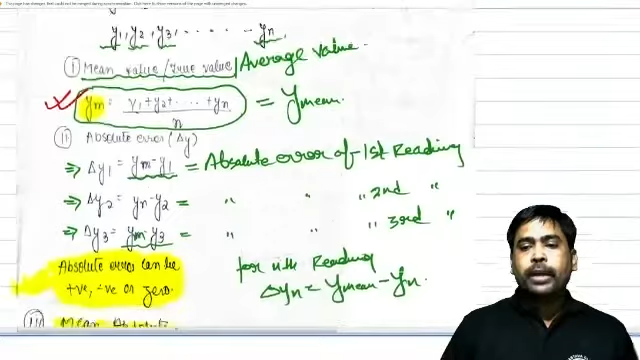 y1, y2, y3, . . . . . - yn
(i) Mean value/True value Average value.
ym = y1+y2+ . . . . +yn / n = ymean.
(ii) Absolute error (Δy)
⇒ Δy1 = ym - y1 = Absolute error of 1st Reading
⇒ Δy2 = yn - y2 = " " " 2nd "
⇒ Δy3 = ym - y3 = " " " 3rd "
Absolute error can be
+ve, -ve or zero.
for nth Reading
Δyn = ymean - yn.
(iii) Mean Absolute